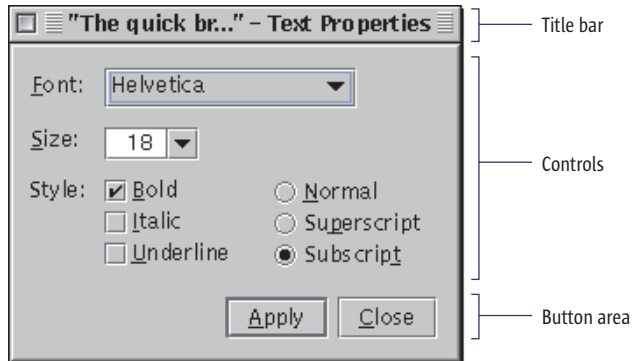 "The quick br..." – Text Properties
Title bar
Font: Helvetica
Size: 18
Controls
Style: Bold Normal
Italic Superscript
Underline Subscript
Apply Close
Button area